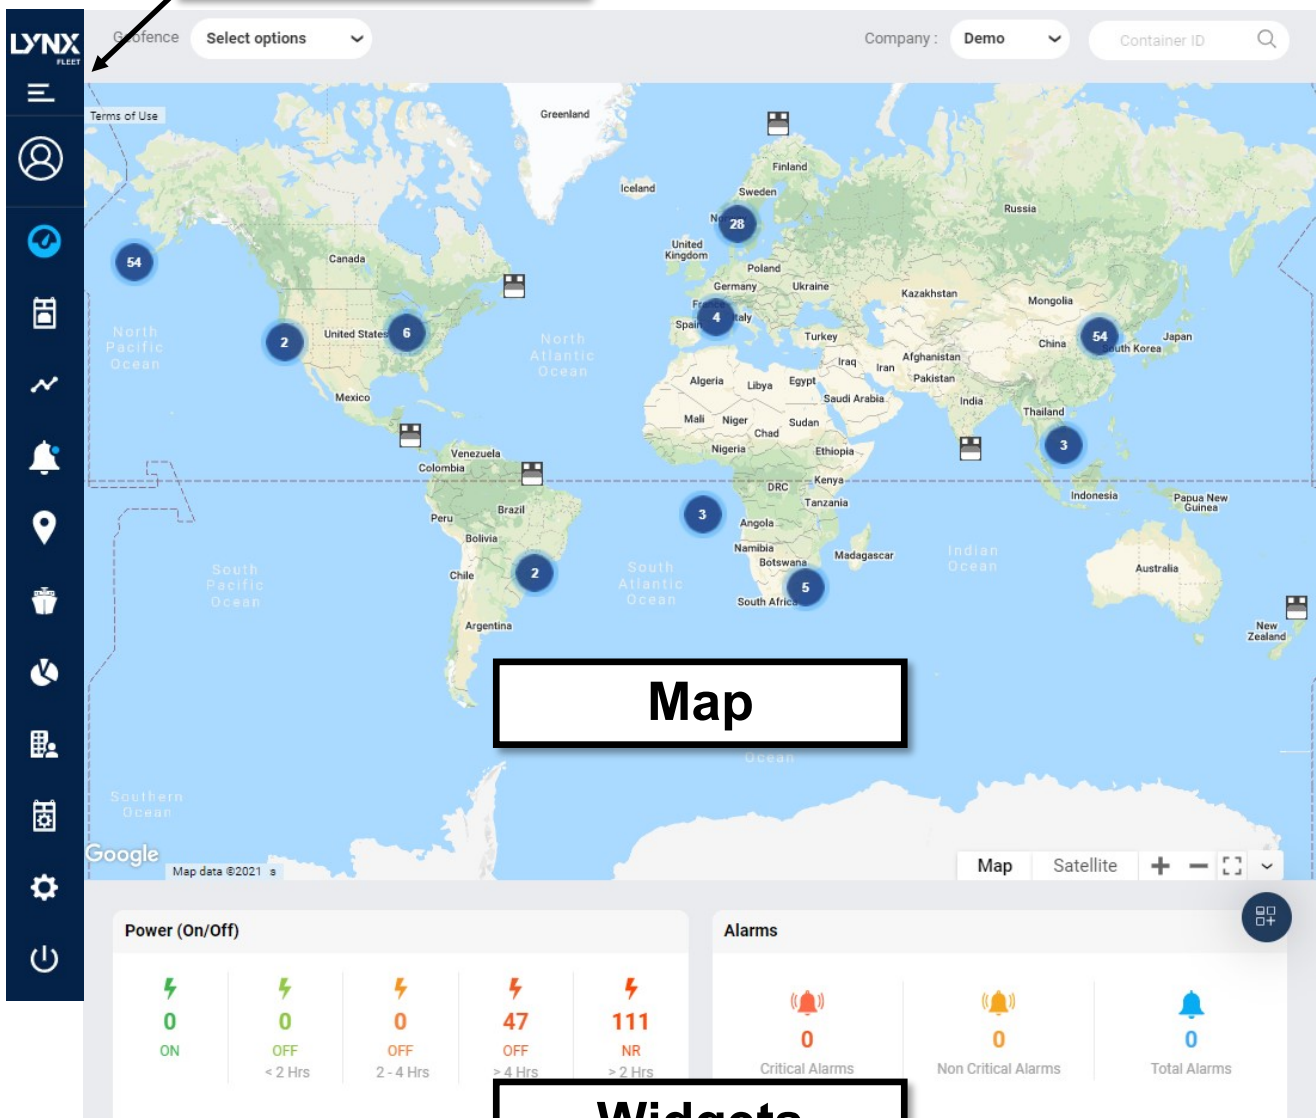 LYNX
FLEET
Geofence Select options
Company : Demo
Container ID
Terms of Use
Greenland
Iceland
Finland
Sweden
Russia
28
United
Kingdom
Poland
Germany
Ukraine
Kazakhstan
Mongolia
54
Canada
North
Pacific
Ocean
2
United States
6
North
Atlantic
Ocean
Spain
4
Turkey
China
54
South Korea
Japan
Mexico
Algeria
Libya
Egypt
Iraq
Iran
Afghanistan
Pakistan
Saudi Arabia
India
Thailand
Mali
Niger
Chad
Sudan
Nigeria
Ethiopia
3
Venezuela
Colombia
DRC
Kenya
Tanzania
Indonesia
Papua New
Guinea
Peru
Brazil
3
Angola
Bolivia
Namibia
Botswana
Madagascar
Indian
Ocean
South
Pacific
Ocean
Chile
2
South
Atlantic
Ocean
South Africa
5
Australia
Argentina
New
Zealand
Map
Ocean
Southern
Ocean
Google
Map data ©2021
Map Satellite
Power (On/Off)
0
ON
0
OFF
< 2 Hrs
0
OFF
2 - 4 Hrs
47
OFF
> 4 Hrs
111
NR
> 2 Hrs
Alarms
0
Critical Alarms
0
Non Critical Alarms
0
Total Alarms
Widgets